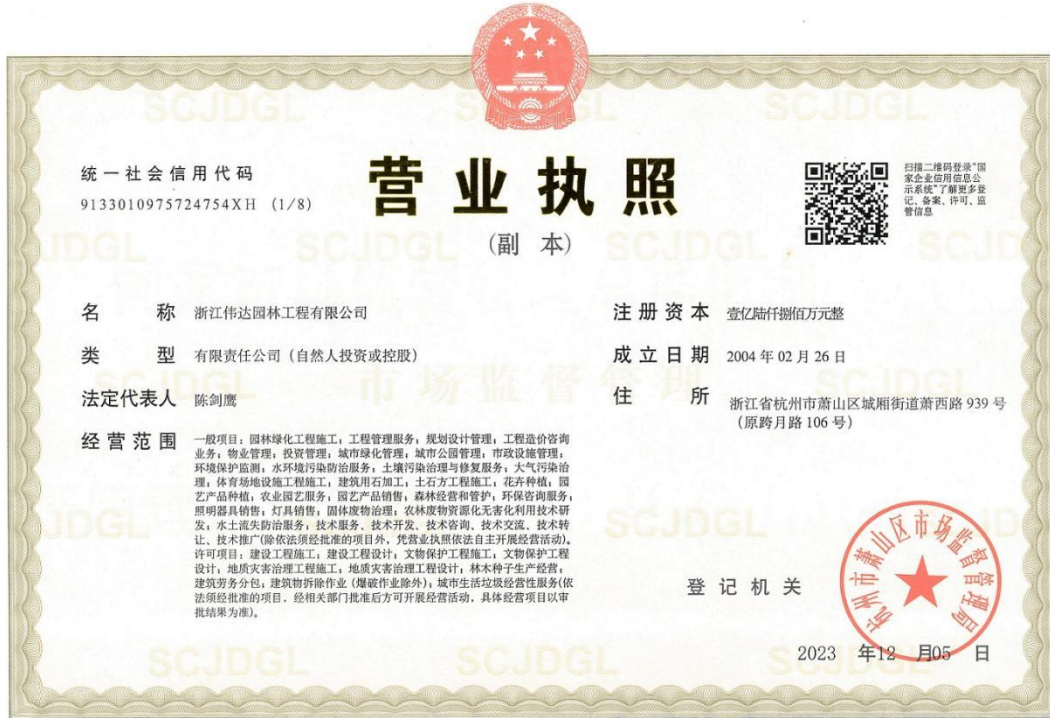 统一社会信用代码
9133010975724754XH (1/8)
营业执照
(副 本)
扫描二维码登录“国
家企业信用信息公
示系统”了解更多登
记、备案、许可、监
管信息
名 称 浙江伟达园林工程有限公司
类 型 有限责任公司（自然人投资或控股）
法定代表人 陈剑鹰
经营范围 一般项目：园林绿化工程施工；工程管理服务；规划设计管理；工程造价咨询
业务；物业管理；投资管理；城市绿化管理；城市公园管理；市政设施管理；
环境保护监测；水环境污染防治服务；土壤污染治理与修复服务；大气污染治
理；体育场地设施工程施工；建筑用石加工；土石方工程施工；花卉种植；园
艺产品种植；农业园艺服务；园艺产品销售；森林经营和管护；环保咨询服务；
照明器具销售；灯具销售；固体废物治理；农林废物资源化无害化利用技术研
发；水土流失防治服务；技术服务、技术开发、技术咨询、技术交流、技术转
让、技术推广(除依法须经批准的项目外，凭营业执照依法自主开展经营活动)。
许可项目：建设工程施工；建设工程设计；文物保护工程施工；文物保护工程
设计；地质灾害治理工程施工；地质灾害治理工程设计；林木种子生产经营；
建筑劳务分包；建筑物拆除作业（爆破作业除外）；城市生活垃圾经营性服务(依
法须经批准的项目，经相关部门批准后方可开展经营活动，具体经营项目以审
批结果为准)。
注册资本 壹亿陆仟捌佰万元整
成立日期 2004 年 02 月 26 日
住 所 浙江省杭州市萧山区城厢街道萧西路 939 号
（原跨月路 106 号）
登记机关
杭州市萧山区市场监督管理局
2023 年12 月05 日
SCJDGL
市场监督管理